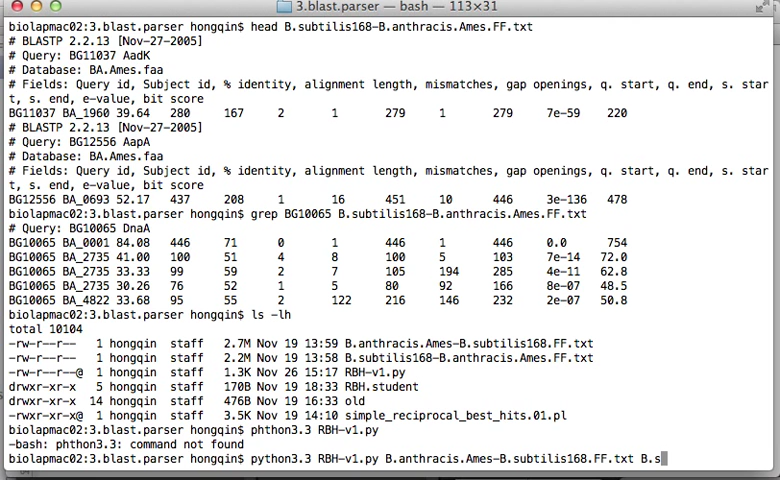 3.blast.parser — bash — 113×31
biolapmac02:3.blast.parser hongqin$ head B.subtilis168-B.anthracis.Ames.FF.txt
# BLASTP 2.2.13 [Nov-27-2005]
# Query: BG11037 AadK
# Database: BA.Ames.faa
# Fields: Query id, Subject id, % identity, alignment length, mismatches, gap openings, q. start, q. end, s. star
t, s. end, e-value, bit score
BG11037 BA_1960 39.64 280 167 2 1 279 1 279 7e-59 220
# BLASTP 2.2.13 [Nov-27-2005]
# Query: BG12556 AapA
# Database: BA.Ames.faa
# Fields: Query id, Subject id, % identity, alignment length, mismatches, gap openings, q. start, q. end, s. star
t, s. end, e-value, bit score
BG12556 BA_0693 52.17 437 208 1 16 451 10 446 3e-136 478
biolapmac02:3.blast.parser hongqin$ grep BG10065 B.subtilis168-B.anthracis.Ames.FF.txt
# Query: BG10065 DnaA
BG10065 BA_0001 84.08 446 71 0 1 446 1 446 0.0 754
BG10065 BA_2735 41.00 100 51 4 8 100 5 103 7e-14 72.0
BG10065 BA_2735 33.33 99 59 2 7 105 194 285 4e-11 62.8
BG10065 BA_2735 30.26 76 52 1 5 80 92 166 8e-07 48.5
BG10065 BA_4822 33.68 95 55 2 122 216 146 232 2e-07 50.8
biolapmac02:3.blast.parser hongqin$ ls -lh
total 10104
-rw-r--r-- 1 hongqin staff 2.7M Nov 19 13:59 B.anthracis.Ames-B.subtilis168.FF.txt
-rw-r--r-- 1 hongqin staff 2.2M Nov 19 13:58 B.subtilis168-B.anthracis.Ames.FF.txt
-rw-r--r--@ 1 hongqin staff 1.3K Nov 26 15:17 RBH-v1.py
drwxr-xr-x 5 hongqin staff 170B Nov 19 18:33 RBH.student
drwxr-xr-x 14 hongqin staff 476B Nov 19 16:33 old
-rwxr-xr-x@ 1 hongqin staff 3.5K Nov 19 14:10 simple_reciprocal_best_hits.01.pl
biolapmac02:3.blast.parser hongqin$ phthon3.3 RBH-v1.py
-bash: phthon3.3: command not found
biolapmac02:3.blast.parser hongqin$ python3.3 RBH-v1.py B.anthracis.Ames-B.subtilis168.FF.txt B.s